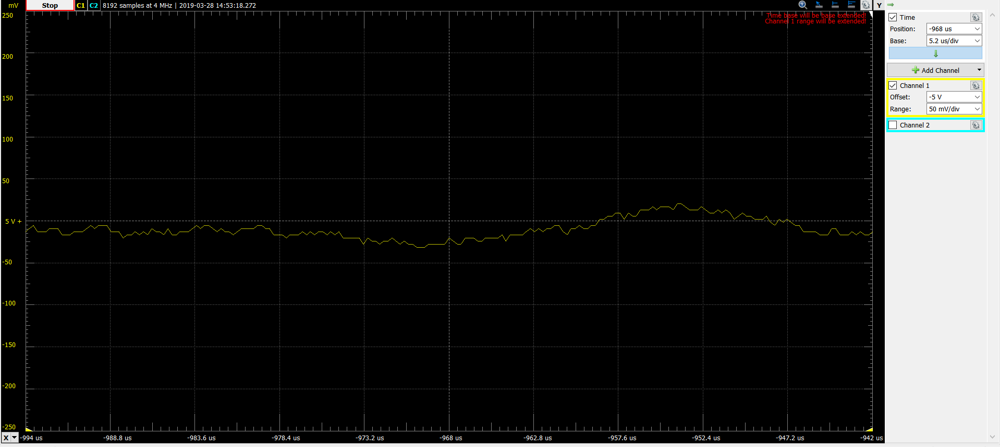 mV Stop C1 C2 8192 samples at 4 MHz | 2019-03-28 14:53:18.272 Y
250
Time base will be base extended!
Channel 1 range will be extended!
200
150
100
50
5 V +
-50
-100
-150
-200
-250
X -994 us -988.8 us -983.6 us -978.4 us -973.2 us -968 us -962.8 us -957.6 us -952.4 us -947.2 us -942 us
Time
Position: -968 us
Base: 5.2 us/div
Add Channel
Channel 1
Offset: -5 V
Range: 50 mV/div
Channel 2